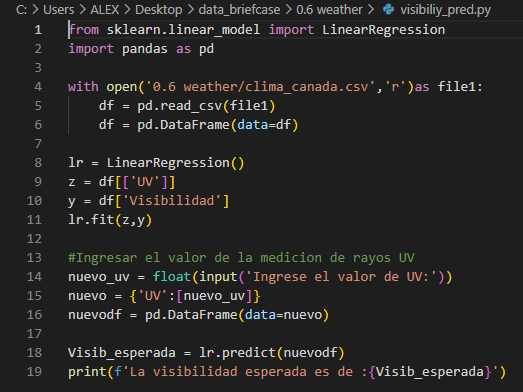 C: > Users > ALEX > Desktop > data_briefcase > 0.6 weather > visibiliy_pred.py
1 from sklearn.linear_model import LinearRegression
2 import pandas as pd
3
4 with open('0.6 weather/clima_canada.csv','r')as file1:
5     df = pd.read_csv(file1)
6     df = pd.DataFrame(data=df)
7
8 lr = LinearRegression()
9 z = df[['UV']]
10 y = df['Visibilidad']
11 lr.fit(z,y)
12
13 #Ingresar el valor de la medicion de rayos UV
14 nuevo_uv = float(input('Ingrese el valor de UV:'))
15 nuevo = {'UV':[nuevo_uv]}
16 nuevodf = pd.DataFrame(data=nuevo)
17
18 Visib_esperada = lr.predict(nuevodf)
19 print(f'La visibilidad esperada es de :{Visib_esperada}')